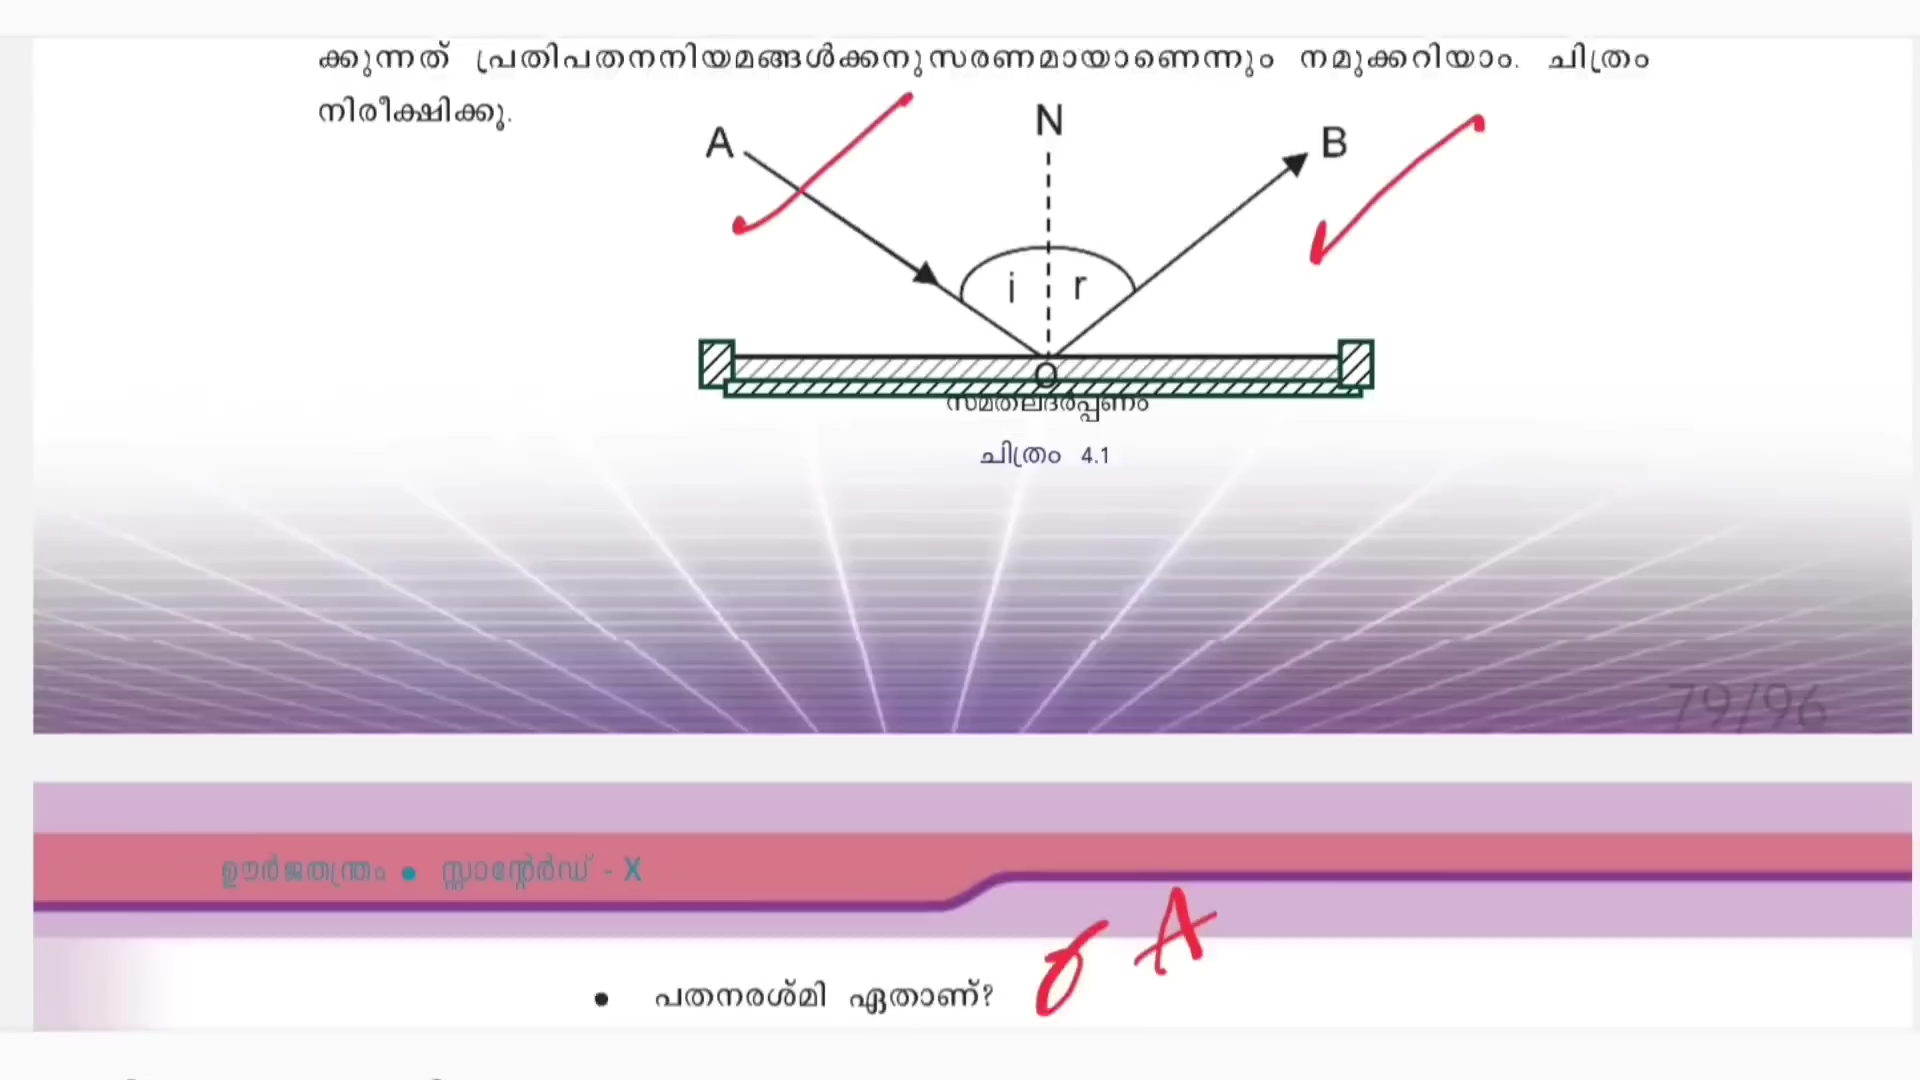 ക്കുന്നത് പ്രതിപതനനിയമങ്ങൾക്കനുസരണമായാണെന്നും നമുക്കറിയാം. ചിത്രം
നിരീക്ഷിക്കൂ.
A N B
i r
O
സമതലദർപ്പണം
ചിത്രം 4.1
79/96
ഊർജതന്ത്രം • സ്റ്റാന്റേർഡ് - X
• പതനരശ്മി ഏതാണ്? O A